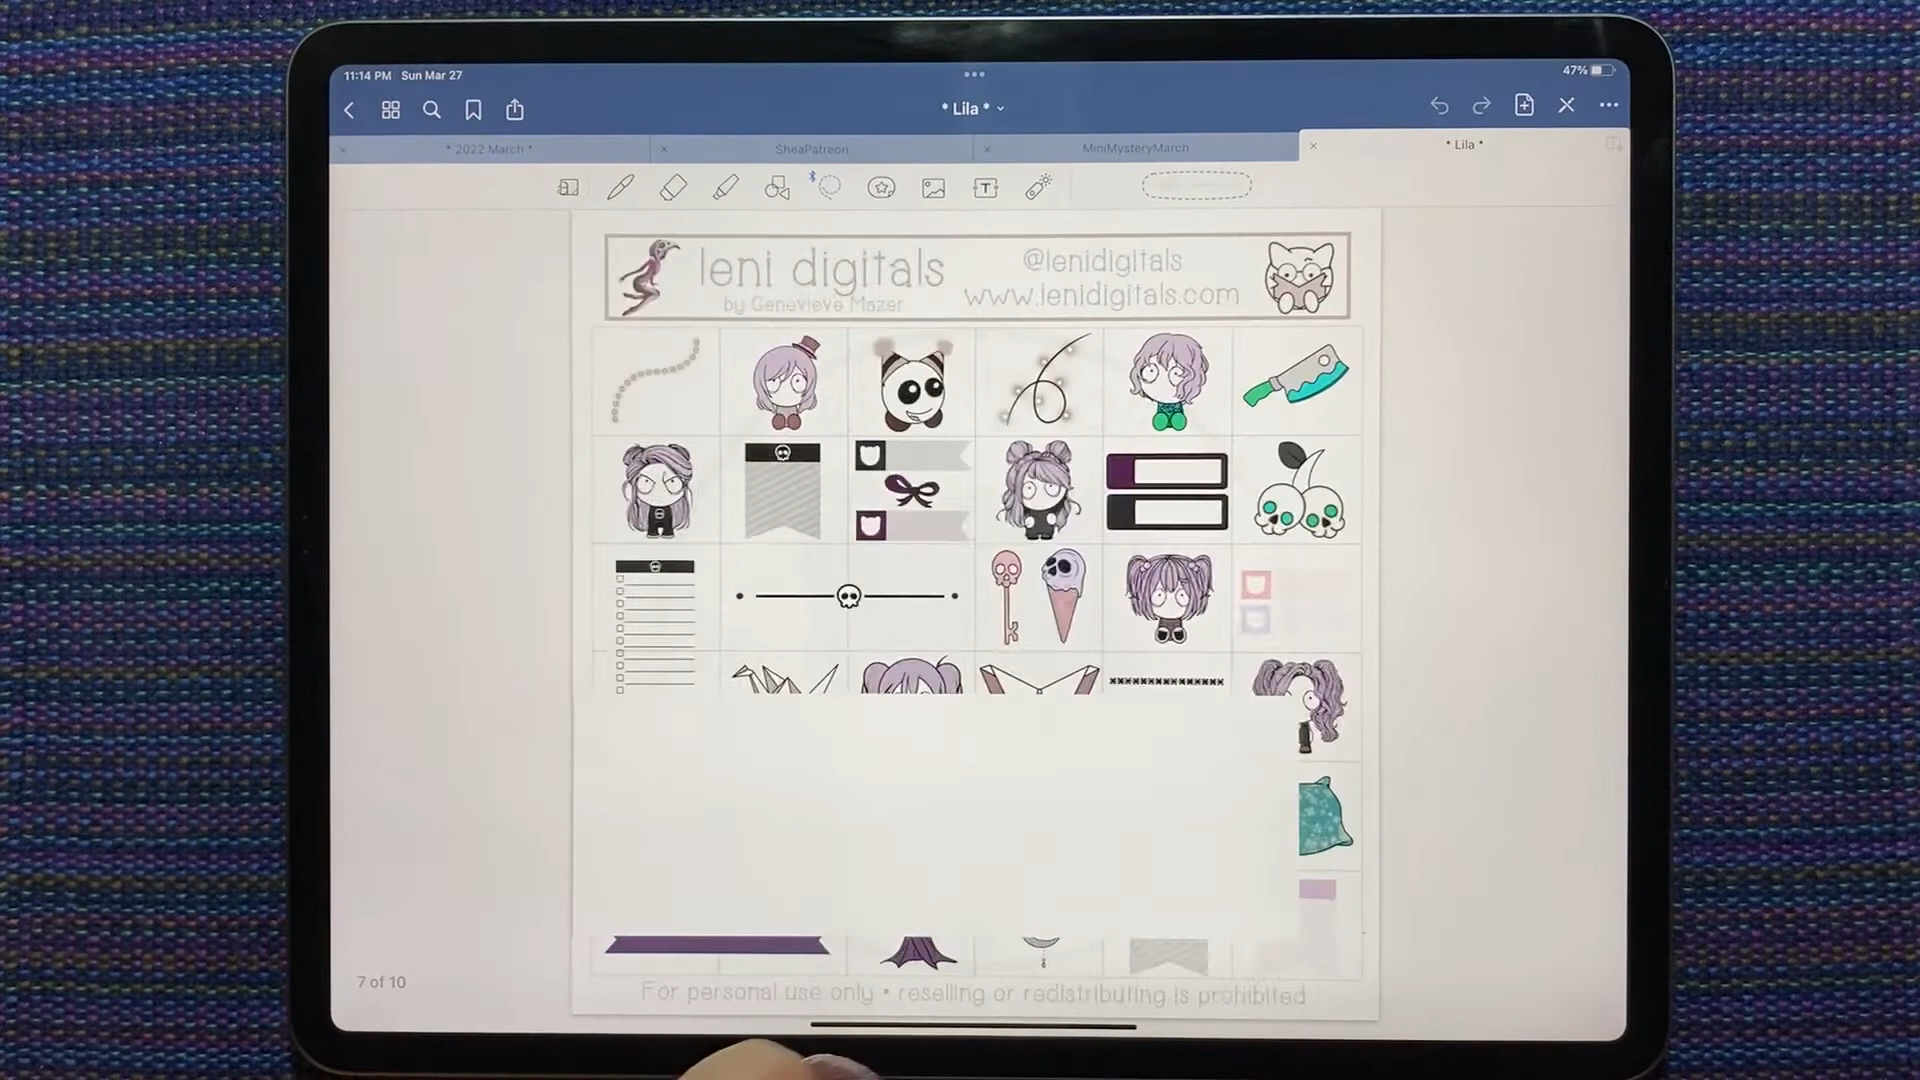 11:14 PM Sun Mar 27
47%
* Lila *
* 2022 March *
SheaPatreon
MiniMysteryMarch
* Lila *
T
leni digitals
by Genevieve Mazer
@lenidigitals
www.lenidigitals.com
7 of 10
For personal use only • reselling or redistributing is prohibited